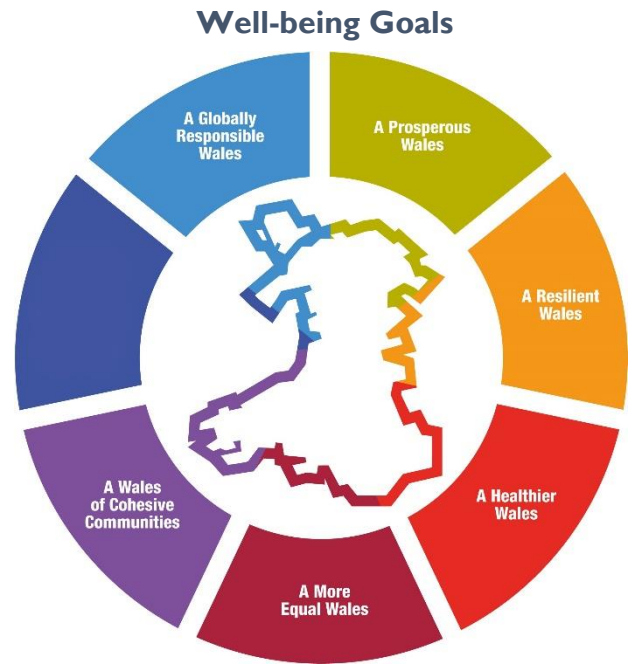 Well-being Goals
A Prosperous
Wales
A Resilient
Wales
A Healthier
Wales
A More
Equal Wales
A Wales
of Cohesive
Communities
A Globally
Responsible
Wales